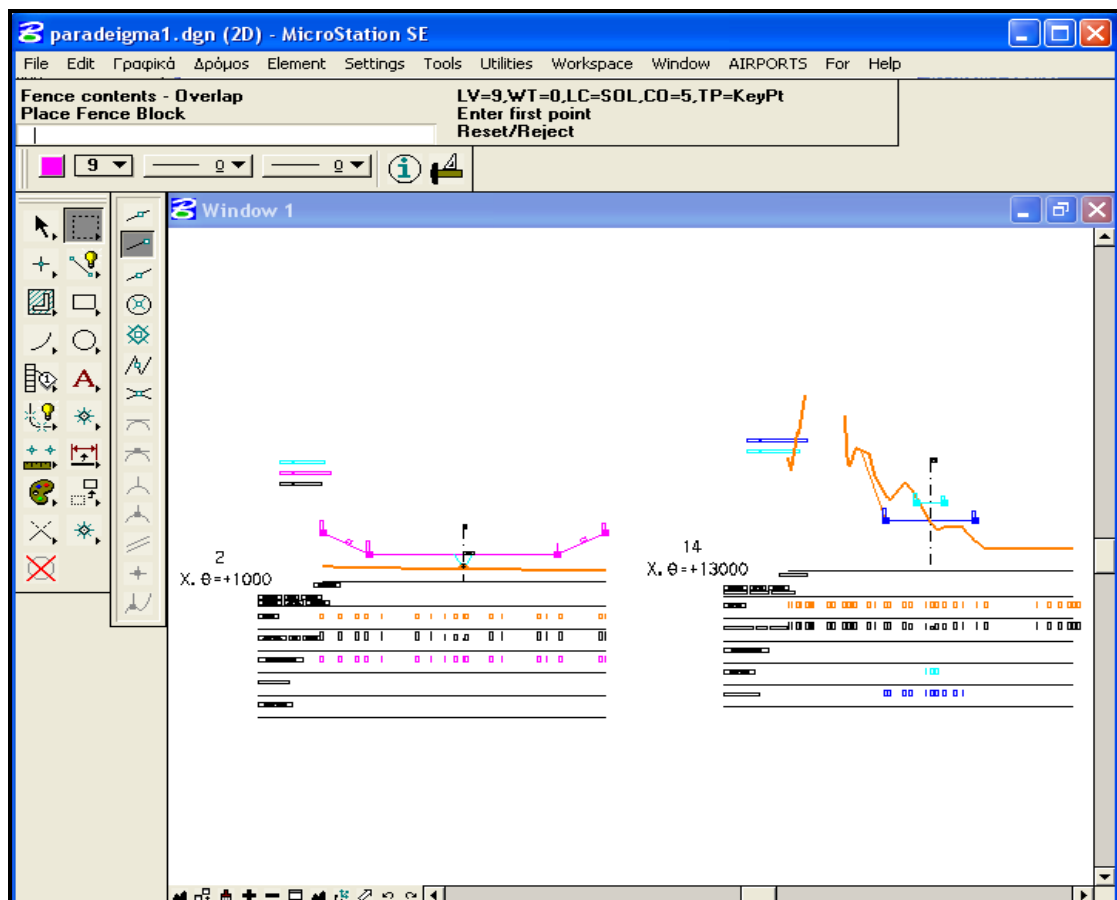 paradeigma1.dgn (2D) - MicroStation SE
File Edit Γραφικά Δρόμος Element Settings Tools Utilities Workspace Window AIRPORTS For Help
Fence contents - Overlap
LV=9,WT=0,LC=SOL,CO=5,TP=KeyPt
Place Fence Block
Enter first point
Reset/Reject
9 0 0
Window 1
2
Χ.Θ=+1000
14
Χ.Θ=+13000